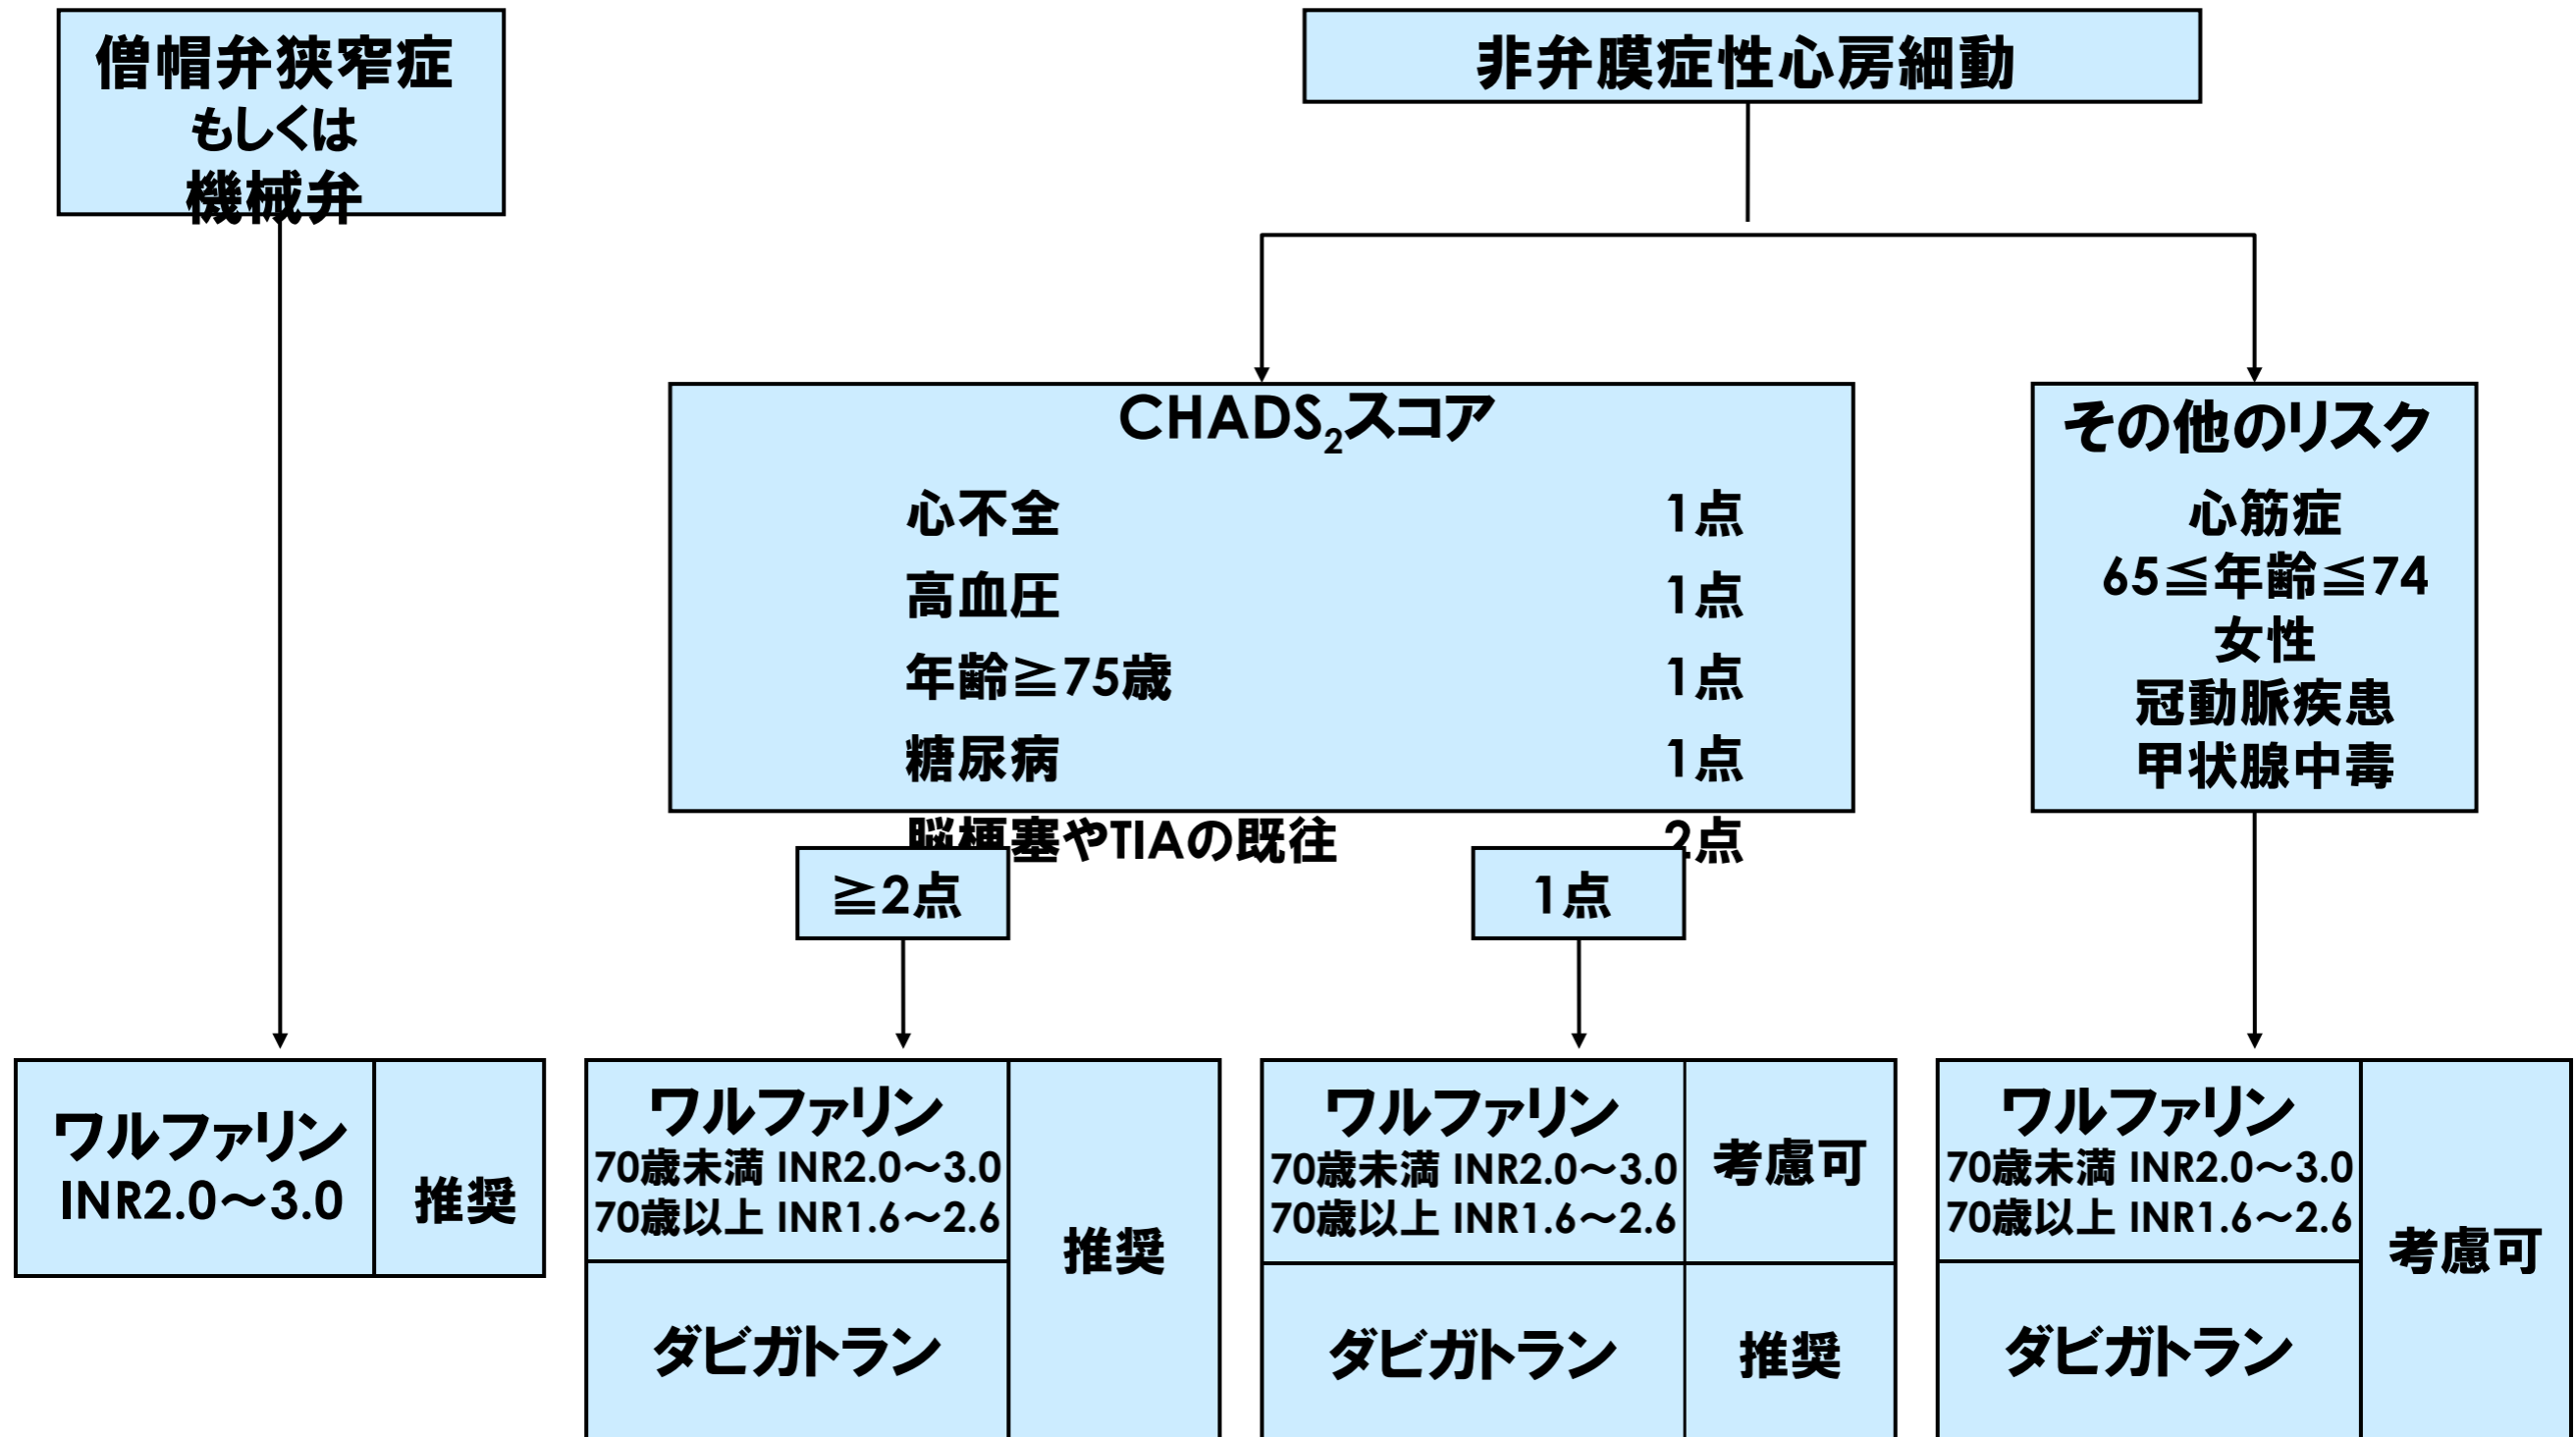 僧帽弁狭窄症
もしくは
機械弁
非弁膜症性心房細動
CHADS2スコア
心不全 1点
高血圧 1点
年齢≧75歳 1点
糖尿病 1点
脳梗塞やTIAの既往 2点
その他のリスク
心筋症
65≦年齢≦74
女性
冠動脈疾患
甲状腺中毒
≧2点
1点
ワルファリン
INR2.0～3.0
推奨
ワルファリン
70歳未満 INR2.0～3.0
70歳以上 INR1.6～2.6
ダビガトラン
推奨
ワルファリン
70歳未満 INR2.0～3.0
70歳以上 INR1.6～2.6
考慮可
ダビガトラン
推奨
ワルファリン
70歳未満 INR2.0～3.0
70歳以上 INR1.6～2.6
ダビガトラン
考慮可